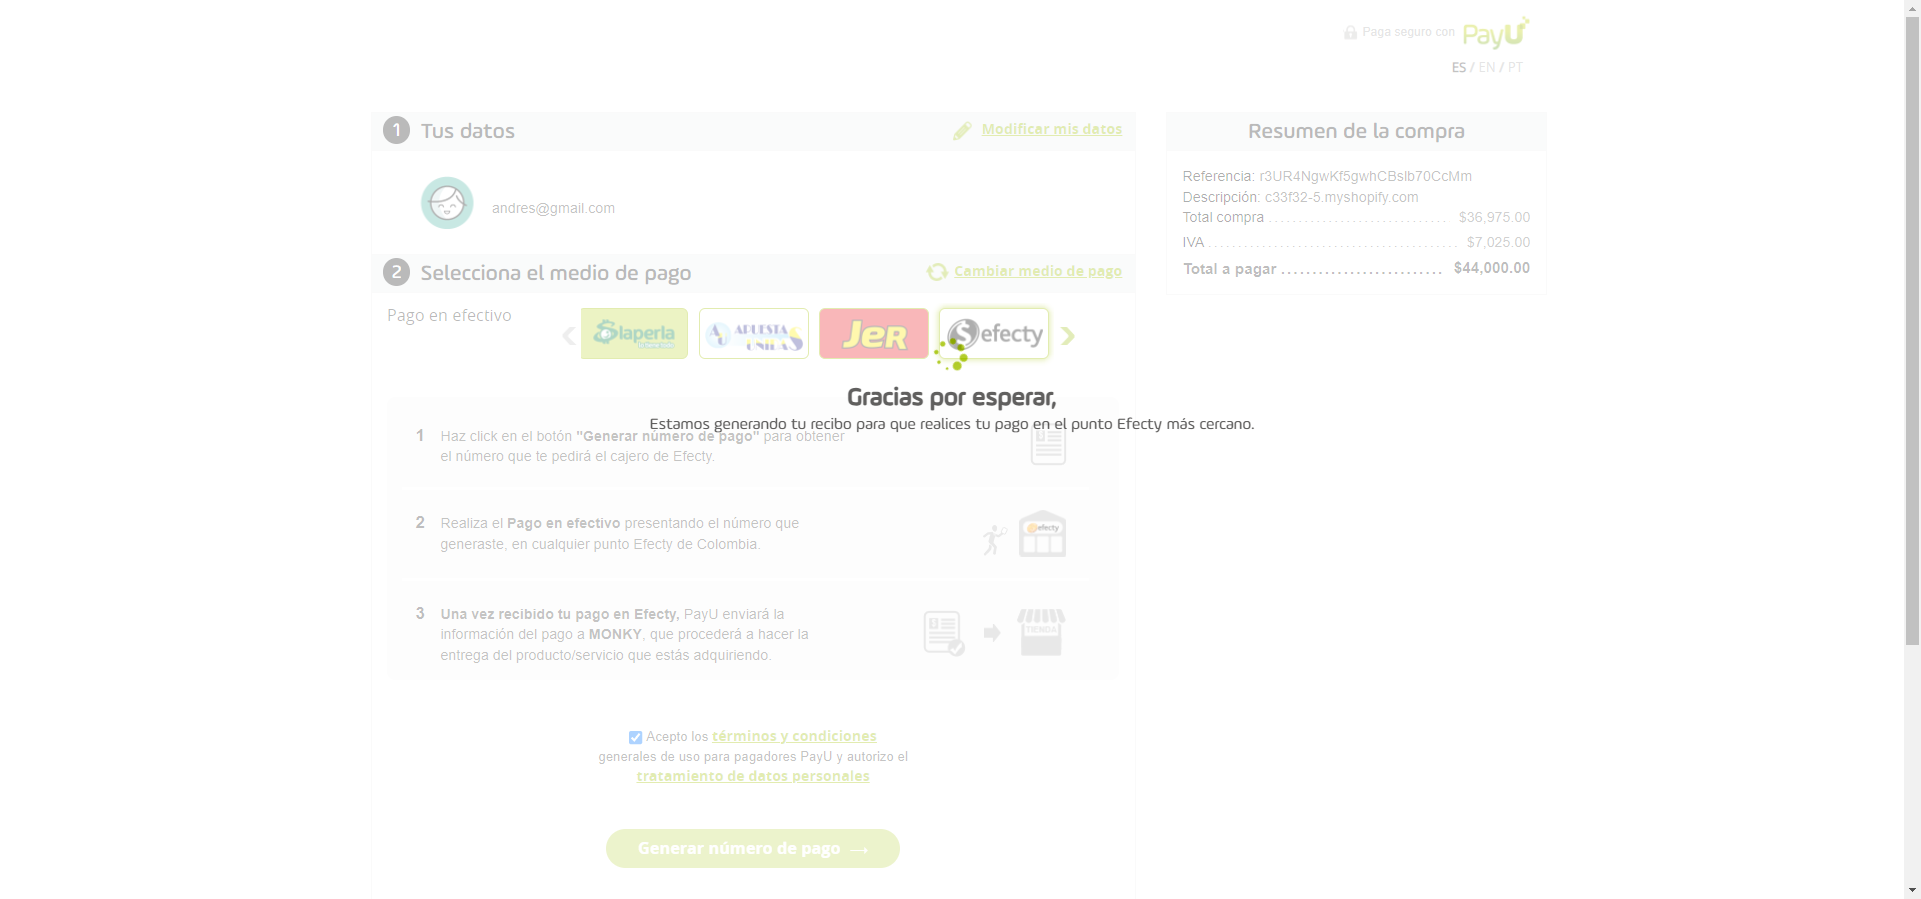 Paga seguro con PayU
ES / EN / PT
1 Tus datos
Modificar mis datos
andres@gmail.com
2 Selecciona el medio de pago
Cambiar medio de pago
Pago en efectivo
laperla
APUESTAS UNIDAS
JER
efecty
Gracias por esperar,
Estamos generando tu recibo para que realices tu pago en el punto Efecty más cercano.
1 Haz click en el botón "Generar número de pago" para obtener
el número que te pedirá el cajero de Efecty.
2 Realiza el Pago en efectivo presentando el número que
generaste, en cualquier punto Efecty de Colombia.
efecty
3 Una vez recibido tu pago en Efecty, PayU enviará la
información del pago a MONKY, que procederá a hacer la
entrega del producto/servicio que estás adquiriendo.
TIENDA
Acepto los términos y condiciones
generales de uso para pagadores PayU y autorizo el
tratamiento de datos personales
Generar número de pago →
Resumen de la compra
Referencia: r3UR4NgwKf5gwhCBslb70CcMm
Descripción: c33f32-5.myshopify.com
Total compra $36,975.00
IVA $7,025.00
Total a pagar $44,000.00